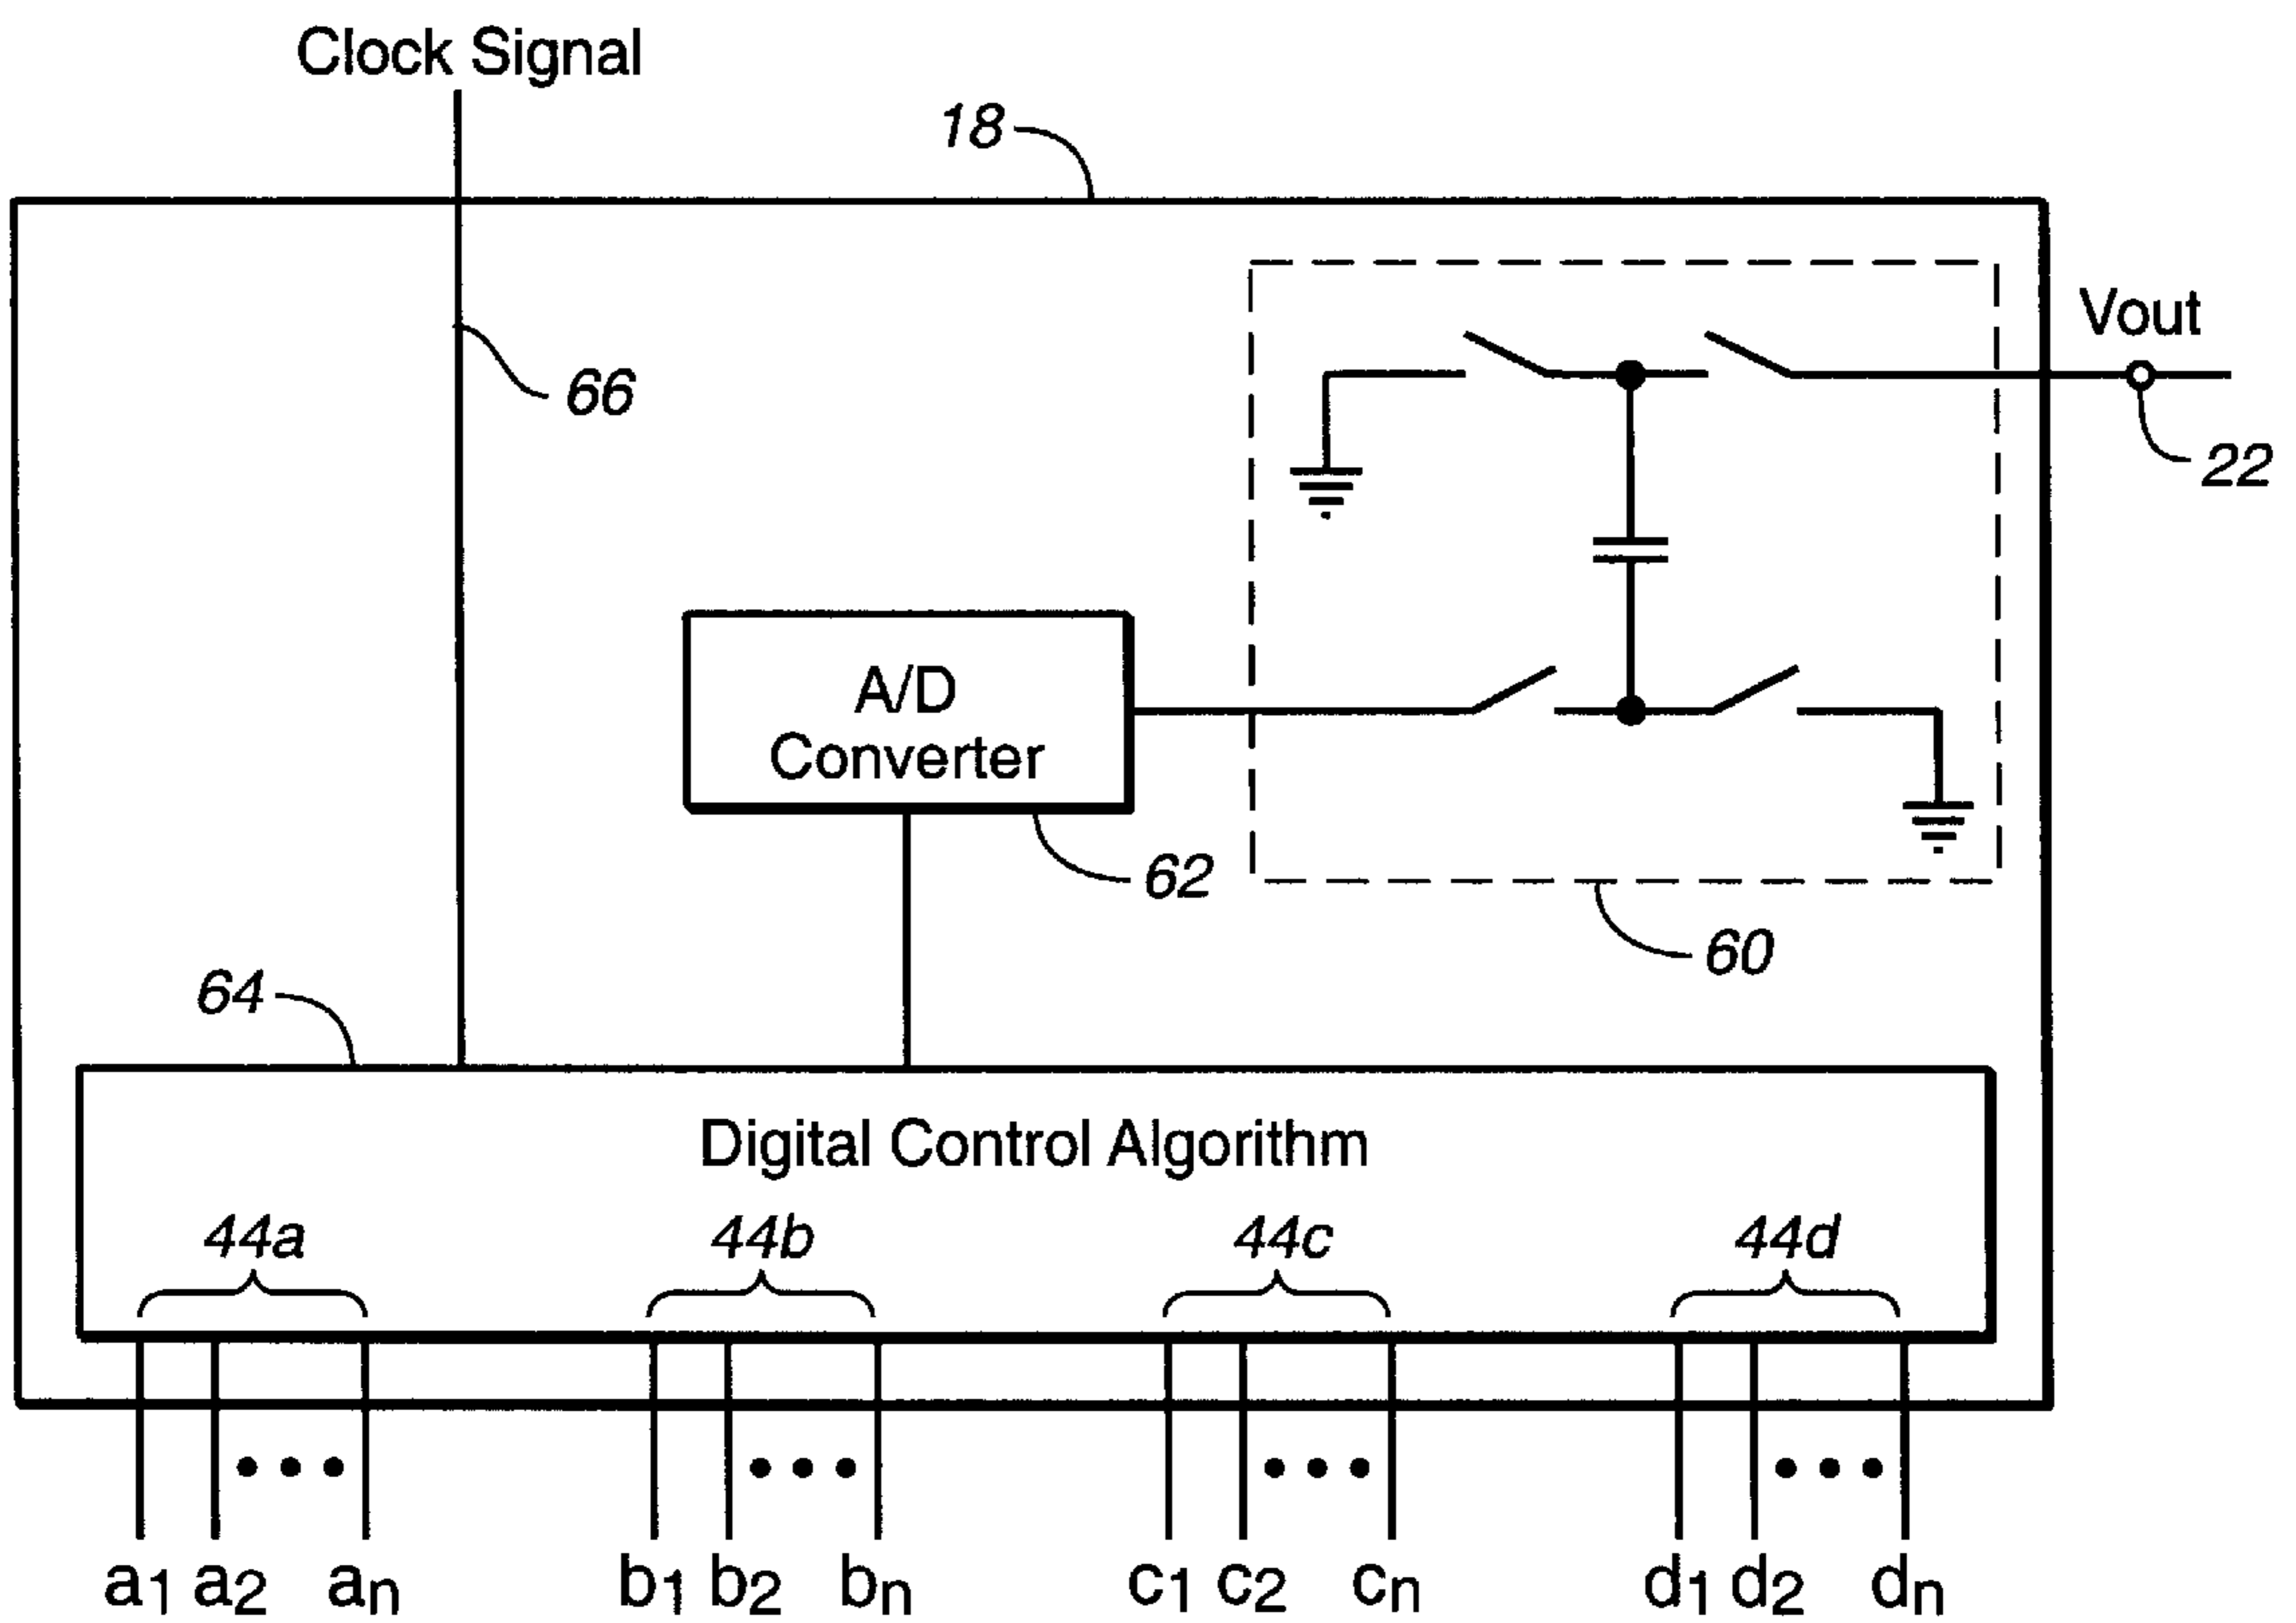 Clock Signal
18
Vout
66
22
A/D
Converter
62
60
64
Digital Control Algorithm
44a 44b 44c 44d
a1 a2 an b1 b2 bn c1 c2 cn d1 d2 dn